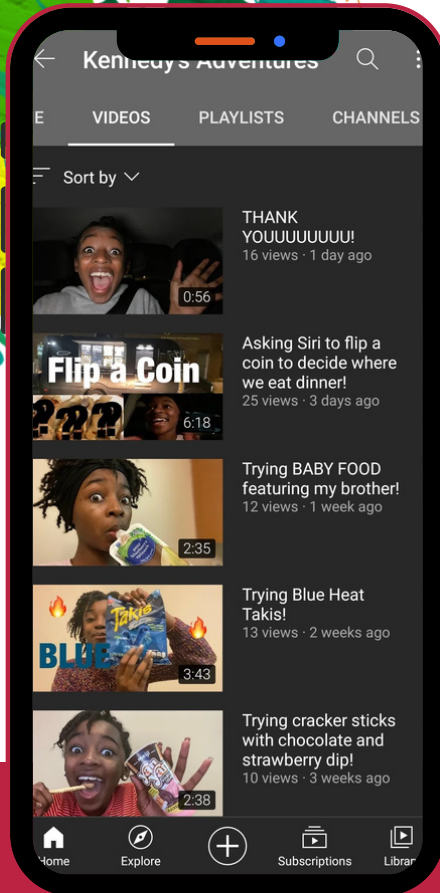 Kennedy's Adventures
E VIDEOS PLAYLISTS CHANNELS
Sort by
THANK
YOUUUUUUUU!
16 views · 1 day ago
0:56
Flip a Coin
???
6:18
Asking Siri to flip a
coin to decide where
we eat dinner!
25 views · 3 days ago
2:35
Trying BABY FOOD
featuring my brother!
12 views · 1 week ago
Takis
BLUE
3:43
Trying Blue Heat
Takis!
13 views · 2 weeks ago
2:38
Trying cracker sticks
with chocolate and
strawberry dip!
10 views · 3 weeks ago
Home Explore Subscriptions Librar